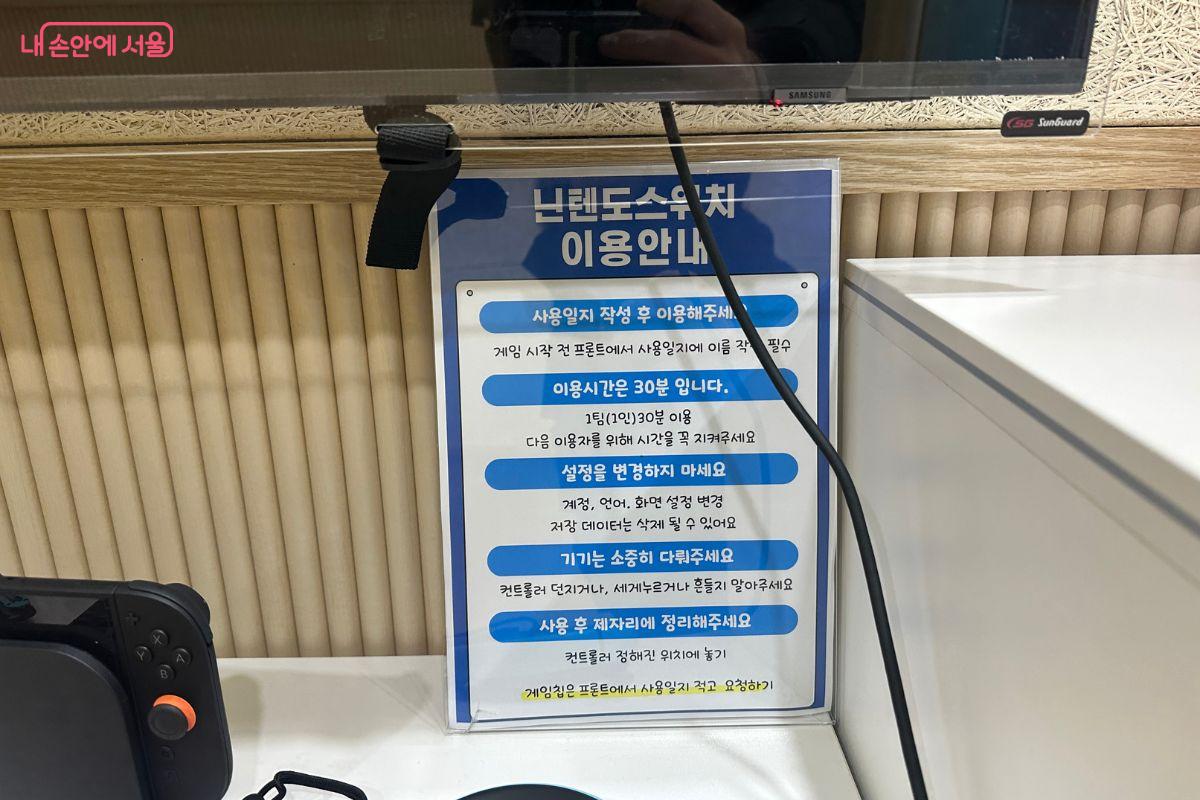 내 손안에 서울
SAMSUNG
SG SunGuard
닌텐도스위치
이용안내
사용일지 작성 후 이용해주세요
게임 시작 전 프론트에서 사용일지에 이름 작성 필수
이용시간은 30분 입니다.
1팀(1인)30분 이용
다음 이용자를 위해 시간을 꼭 지켜주세요
설정을 변경하지 마세요
계정, 언어. 화면 설정 변경
저장 데이터는 삭제 될 수 있어요
기기는 소중히 다뤄주세요
컨트롤러 던지거나, 세게누르거나 흔들지 말아주세요
사용 후 제자리에 정리해주세요
컨트롤러 정해진 위치에 놓기
게임칩은 프론트에서 사용일지 적고 요청하기
X
Y
A
B